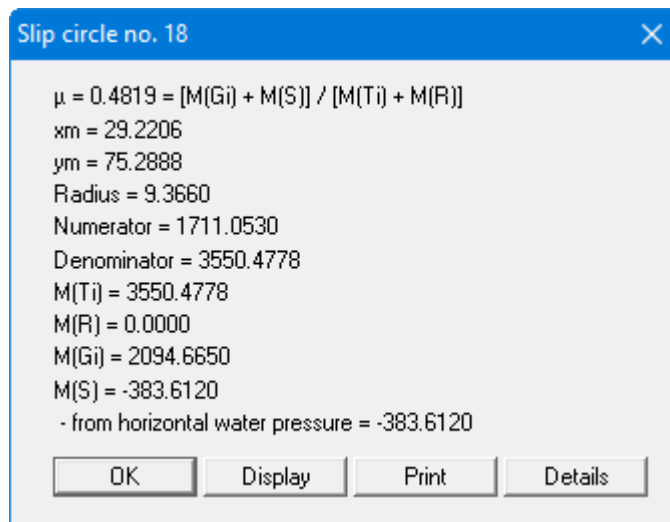 Slip circle no. 18
µ = 0.4819 = [M(Gi) + M(S)] / [M(Ti) + M(R)]
xm = 29.2206
ym = 75.2888
Radius = 9.3660
Numerator = 1711.0530
Denominator = 3550.4778
M(Ti) = 3550.4778
M(R) = 0.0000
M(Gi) = 2094.6650
M(S) = -383.6120
- from horizontal water pressure = -383.6120
OK Display Print Details